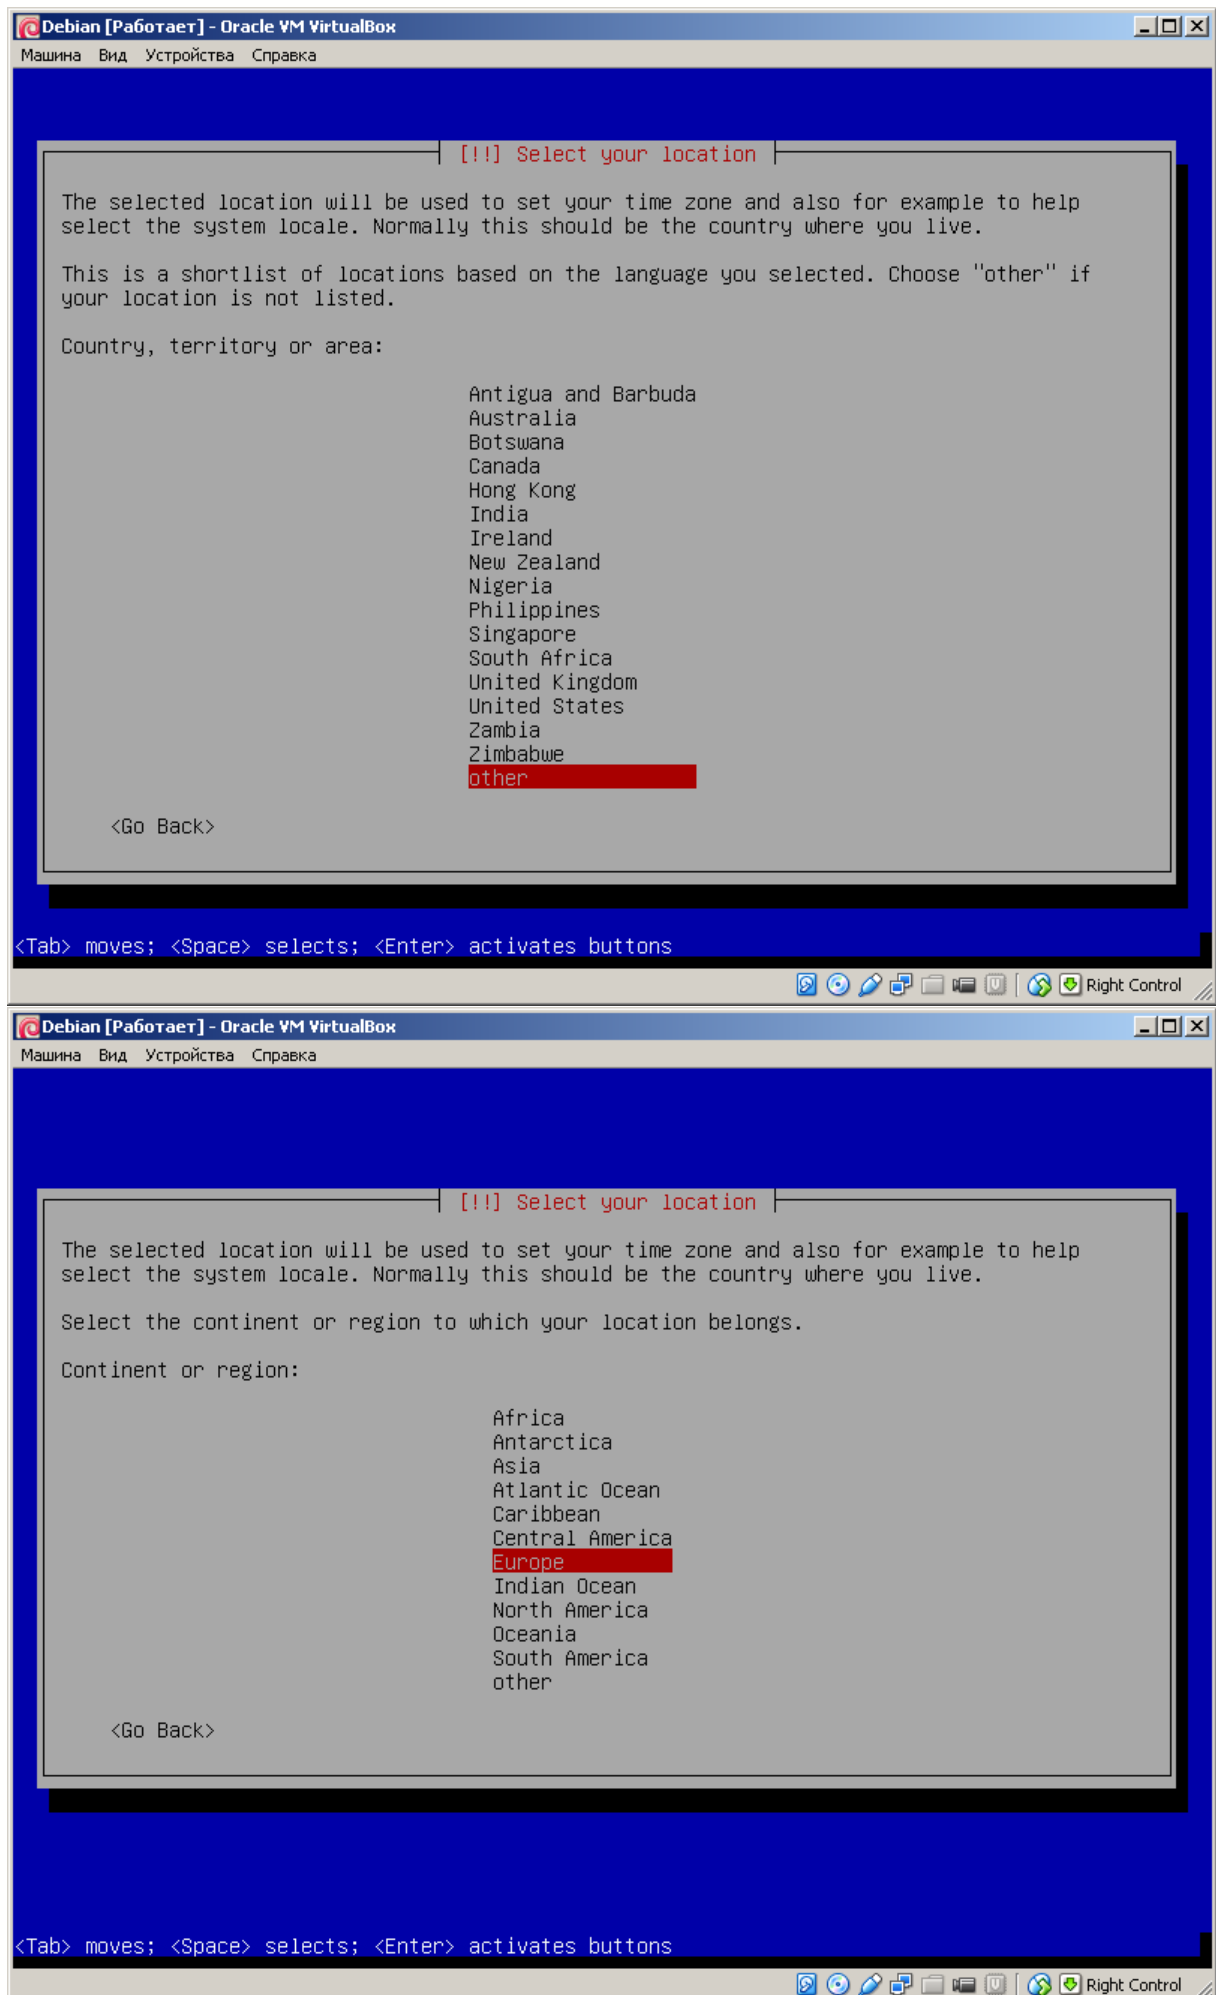 Debian [Работает] - Oracle VM VirtualBox
Машина Вид Устройства Справка
[!!] Select your location
The selected location will be used to set your time zone and also for example to help
select the system locale. Normally this should be the country where you live.
This is a shortlist of locations based on the language you selected. Choose "other" if
your location is not listed.
Country, territory or area:
Antigua and Barbuda
Australia
Botswana
Canada
Hong Kong
India
Ireland
New Zealand
Nigeria
Philippines
Singapore
South Africa
United Kingdom
United States
Zambia
Zimbabwe
other
<Go Back>
<Tab> moves; <Space> selects; <Enter> activates buttons
Right Control
Debian [Работает] - Oracle VM VirtualBox
Машина Вид Устройства Справка
[!!] Select your location
The selected location will be used to set your time zone and also for example to help
select the system locale. Normally this should be the country where you live.
Select the continent or region to which your location belongs.
Continent or region:
Africa
Antarctica
Asia
Atlantic Ocean
Caribbean
Central America
Europe
Indian Ocean
North America
Oceania
South America
other
<Go Back>
<Tab> moves; <Space> selects; <Enter> activates buttons
Right Control